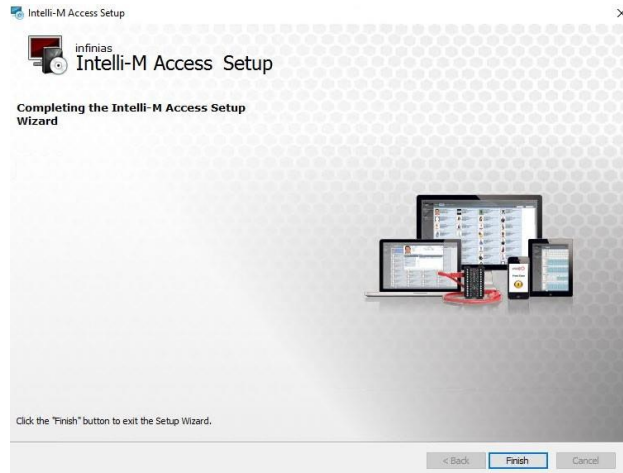 Intelli-M Access Setup
infinias
Intelli-M Access Setup
Completing the Intelli-M Access Setup
Wizard
Click the "Finish" button to exit the Setup Wizard.
< Back
Finish
Cancel